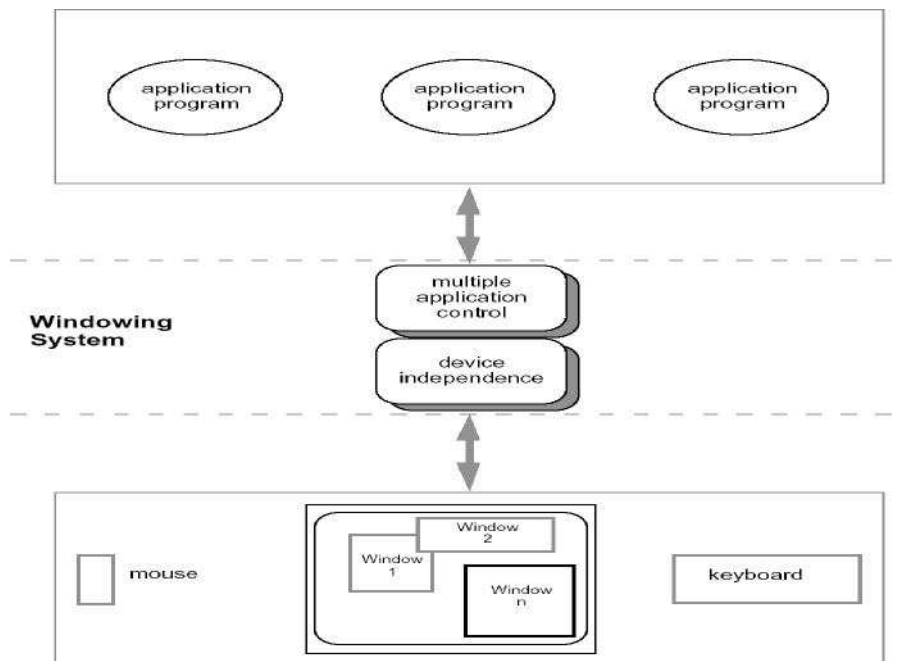 application
program
application
program
application
program
multiple
application
control
Windowing
System
device
independence
mouse
Window
1
Window
2
Window
n
keyboard